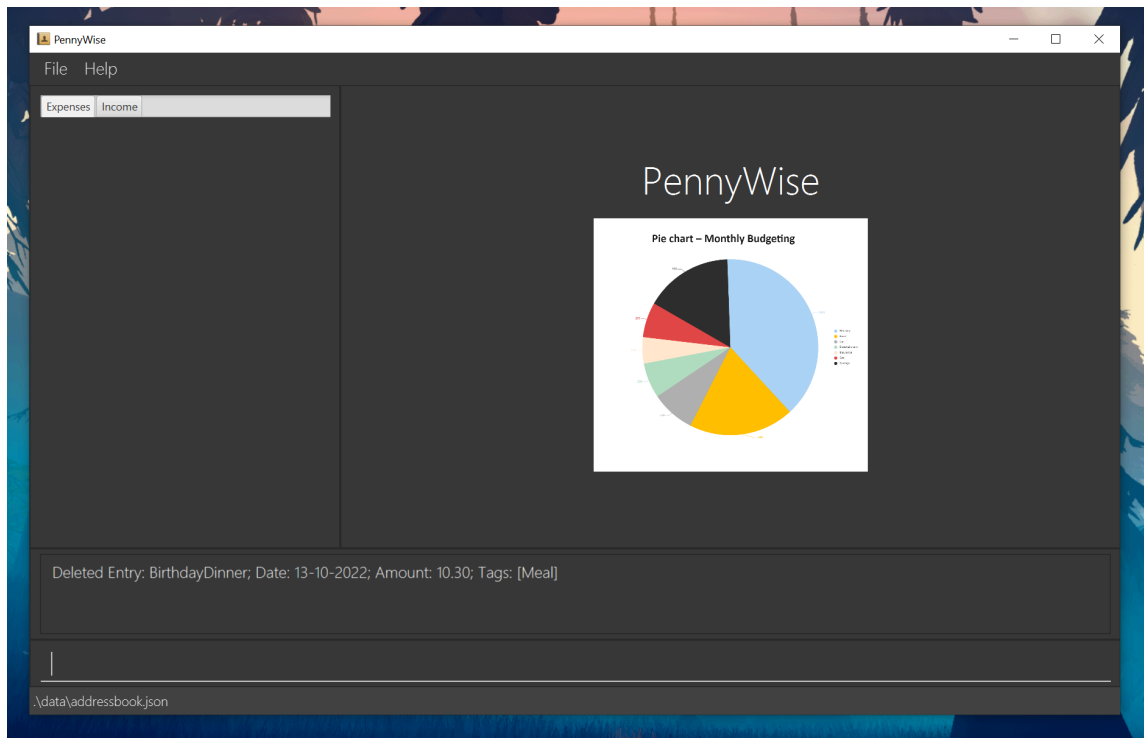 PennyWise
File Help
Expenses Income
PennyWise
Pie chart – Monthly Budgeting
Deleted Entry: BirthdayDinner; Date: 13-10-2022; Amount: 10.30; Tags: [Meal]
.\data\addressbook.json